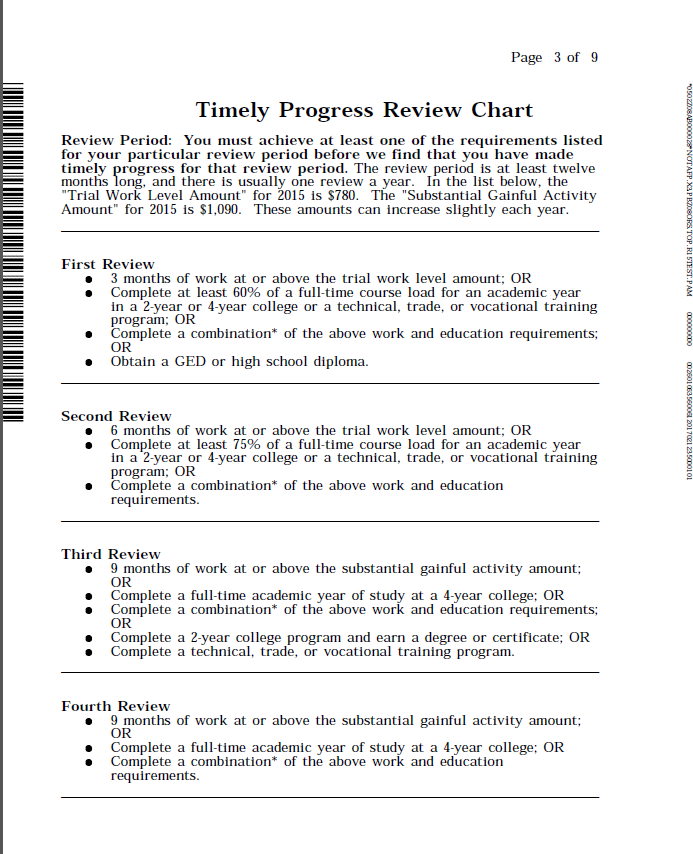 Page 3 of 9
Timely Progress Review Chart
Review Period: You must achieve at least one of the requirements listed
for your particular review period before we find that you have made
timely progress for that review period. The review period is at least twelve
months long, and there is usually one review a year. In the list below, the
"Trial Work Level Amount" for 2015 is $780. The "Substantial Gainful Activity
Amount" for 2015 is $1,090. These amounts can increase slightly each year.
First Review
● 3 months of work at or above the trial work level amount; OR
● Complete at least 60% of a full-time course load for an academic year
in a 2-year or 4-year college or a technical, trade, or vocational training
program; OR
● Complete a combination* of the above work and education requirements;
OR
● Obtain a GED or high school diploma.
Second Review
● 6 months of work at or above the trial work level amount; OR
● Complete at least 75% of a full-time course load for an academic year
in a 2-year or 4-year college or a technical, trade, or vocational training
program; OR
● Complete a combination* of the above work and education
requirements.
Third Review
● 9 months of work at or above the substantial gainful activity amount;
OR
● Complete a full-time academic year of study at a 4-year college; OR
● Complete a combination* of the above work and education requirements;
OR
● Complete a 2-year college program and earn a degree or certificate; OR
● Complete a technical, trade, or vocational training program.
Fourth Review
● 9 months of work at or above the substantial gainful activity amount;
OR
● Complete a full-time academic year of study at a 4-year college; OR
● Complete a combination* of the above work and education
requirements.